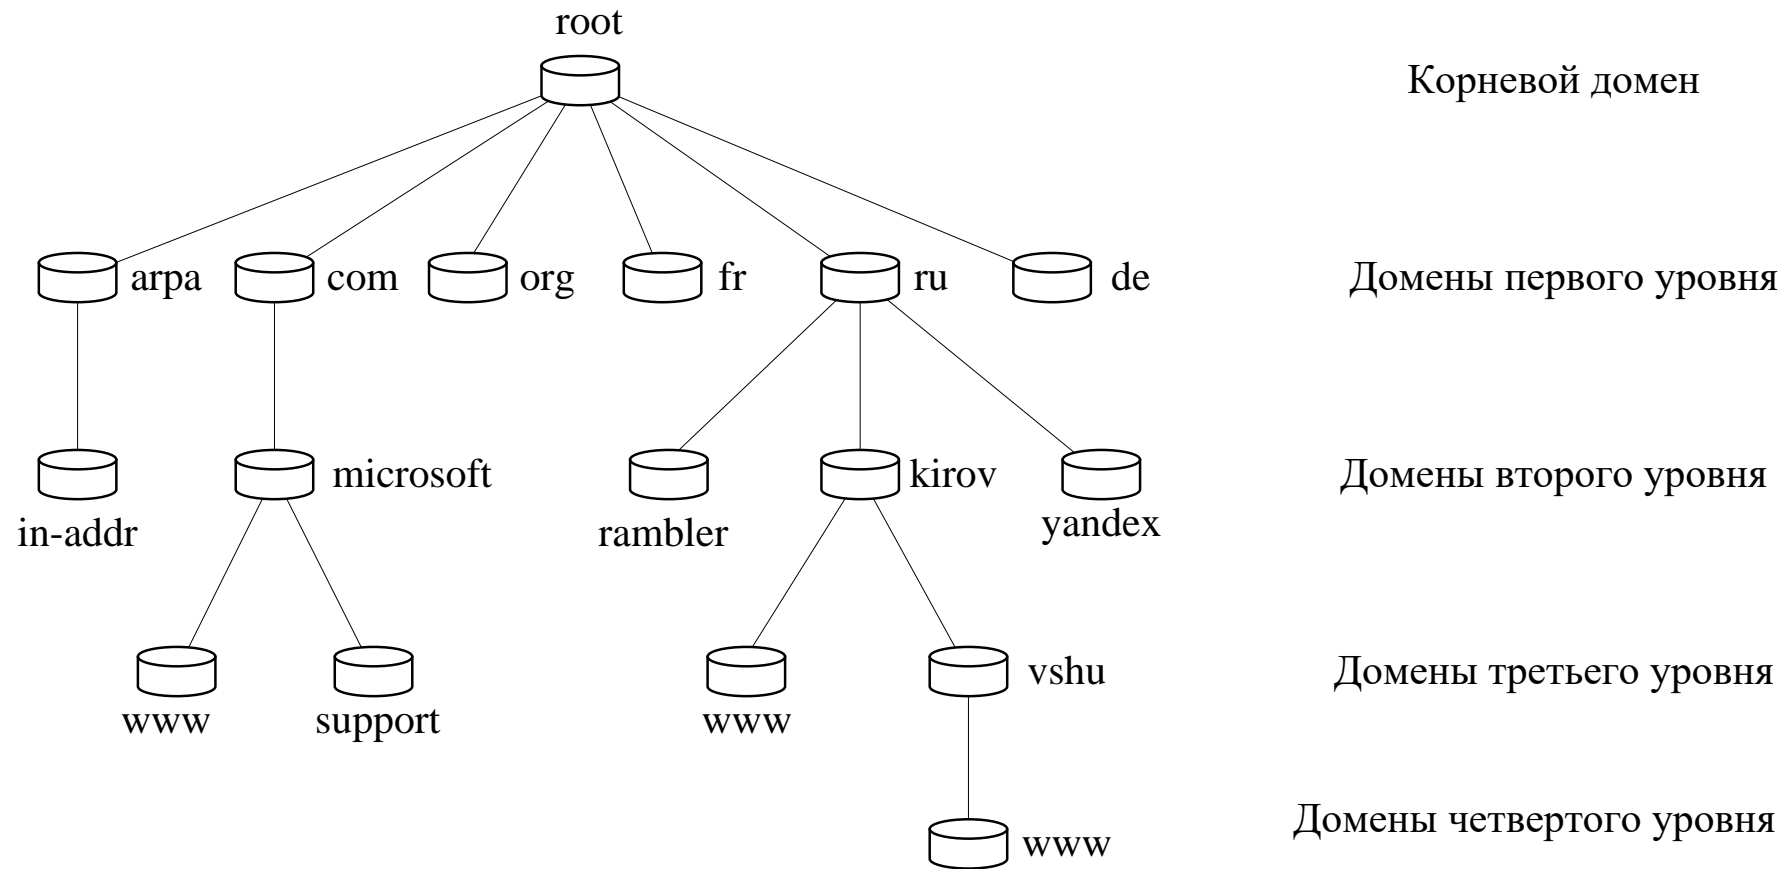 root
Корневой домен
arpa
com
org
fr
ru
de
Домены первого уровня
microsoft
kirov
Домены второго уровня
in-addr
rambler
yandex
vshu
Домены третьего уровня
www
support
www
Домены четвертого уровня
www